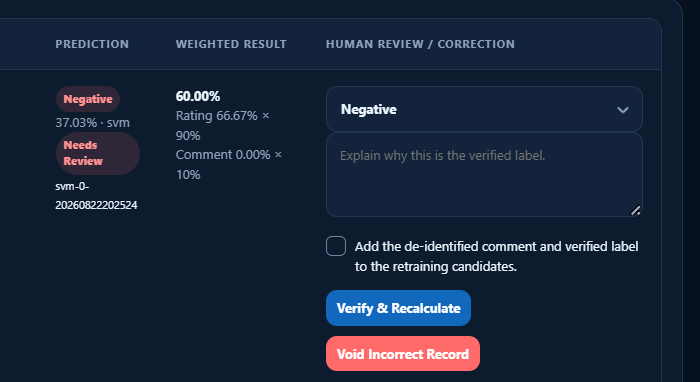 PREDICTION
WEIGHTED RESULT
HUMAN REVIEW / CORRECTION
Negative
37.03% · svm
Needs
Review
svm-0-
20260822202524
60.00%
Rating 66.67% ×
90%
Comment 0.00% ×
10%
Negative
Explain why this is the verified label.
Add the de-identified comment and verified label
to the retraining candidates.
Verify & Recalculate
Void Incorrect Record